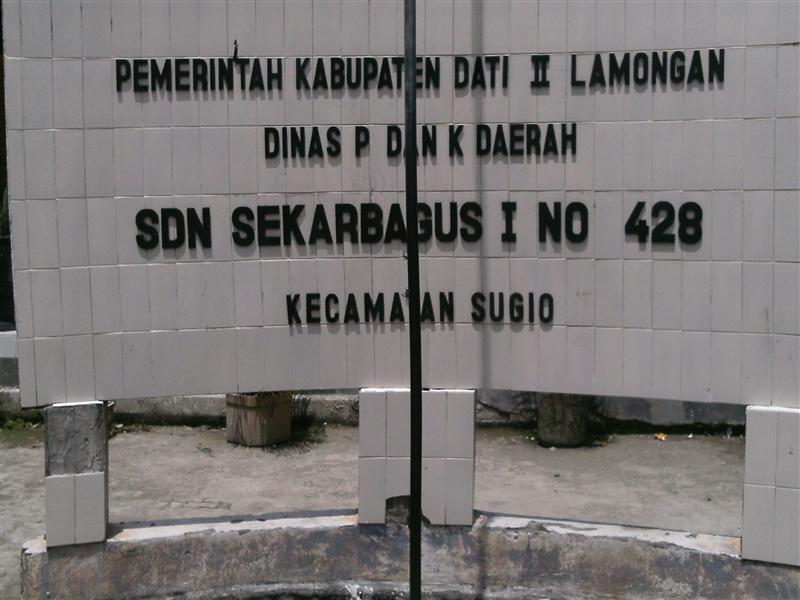 PEMERINTAH KABUPATEN DATI II LAMONGAN
DINAS P DAN K DAERAH
SDN SEKARBAGUS I NO 428
KECAMATAN SUGIO